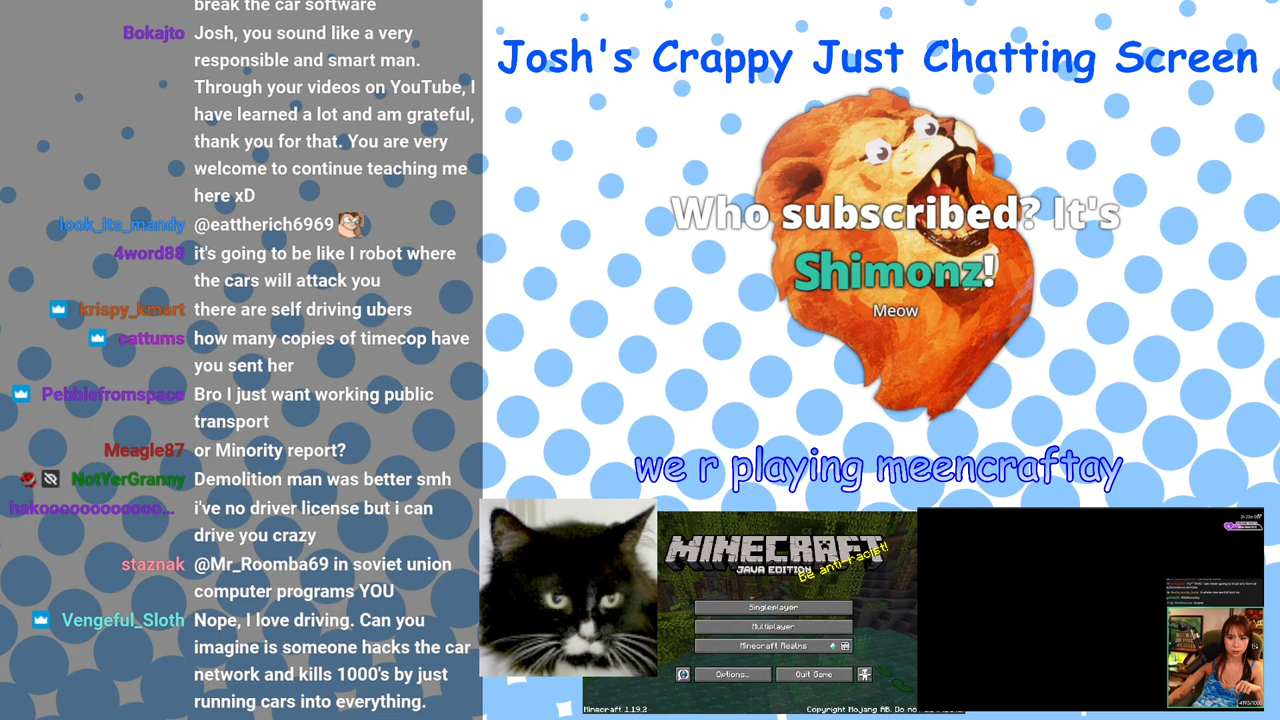 break the car software
Bokajto Josh, you sound like a very
responsible and smart man.
Through your videos on YouTube, I
have learned a lot and am grateful,
thank you for that. You are very
welcome to continue teaching me
here xD
look_its_mandy @eattherich6969
4word88 it's going to be like I robot where
the cars will attack you
krispy_kmart there are self driving ubers
cattums how many copies of timecop have
you sent her
Pebblefromspace Bro I just want working public
transport
Meagle87 or Minority report?
NotYerGranny Demolition man was better smh
hakooooooooooooo... i've no driver license but i can
drive you crazy
staznak @Mr_Roomba69 in soviet union
computer programs YOU
Vengeful_Sloth Nope, I love driving. Can you
imagine is someone hacks the car
network and kills 1000's by just
running cars into everything.
Josh's Crappy Just Chatting Screen
Who subscribed? It's
Shimonz!
Meow
we r playing meencraftay
MINECRAFT
JAVA EDITION
Be anti-racist!
Singleplayer
Multiplayer
Minecraft Realms
Options...
Quit Game
Minecraft 1.19.2
Copyright Mojang AB. Do no
4193/1000